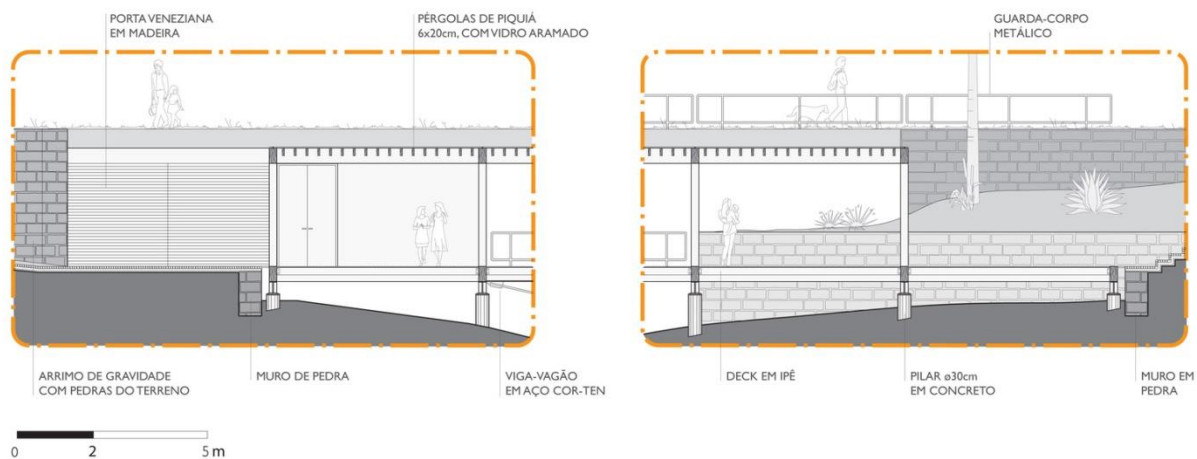 PORTA VENEZIANA
EM MADEIRA
PÉRGOLAS DE PIQUIÁ
6x20cm, COM VIDRO ARAMADO
GUARDA-CORPO
METÁLICO
ARRIMO DE GRAVIDADE
COM PEDRAS DO TERRENO
MURO DE PEDRA
VIGA-VAGÃO
EM AÇO COR-TEN
DECK EM IPÊ
PILAR ø30cm
EM CONCRETO
MURO EM
PEDRA
0 2 5 m